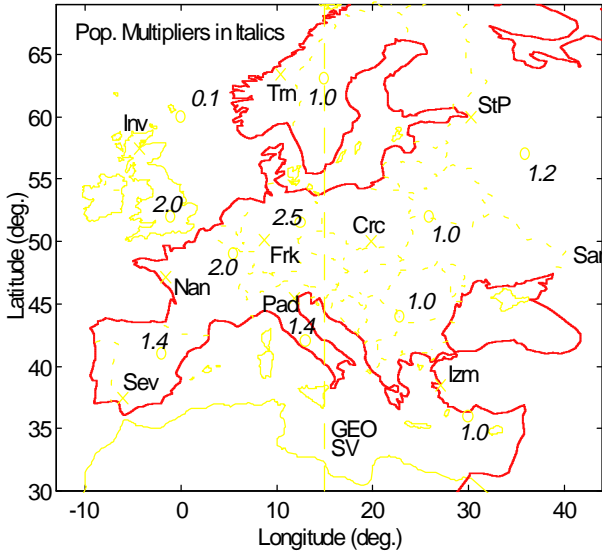 Pop. Multipliers in Italics
65
60
55
50
45
40
35
30
Latitude (deg.)
0.1
Trn
1.0
StP
Inv
1.2
2.0
2.5
Crc
1.0
Frk
2.0
Sar
Nan
Pad
1.0
1.4
1.4
Sev
Izm
GEO
SV
1.0
-10
0
10
20
30
40
Longitude (deg.)